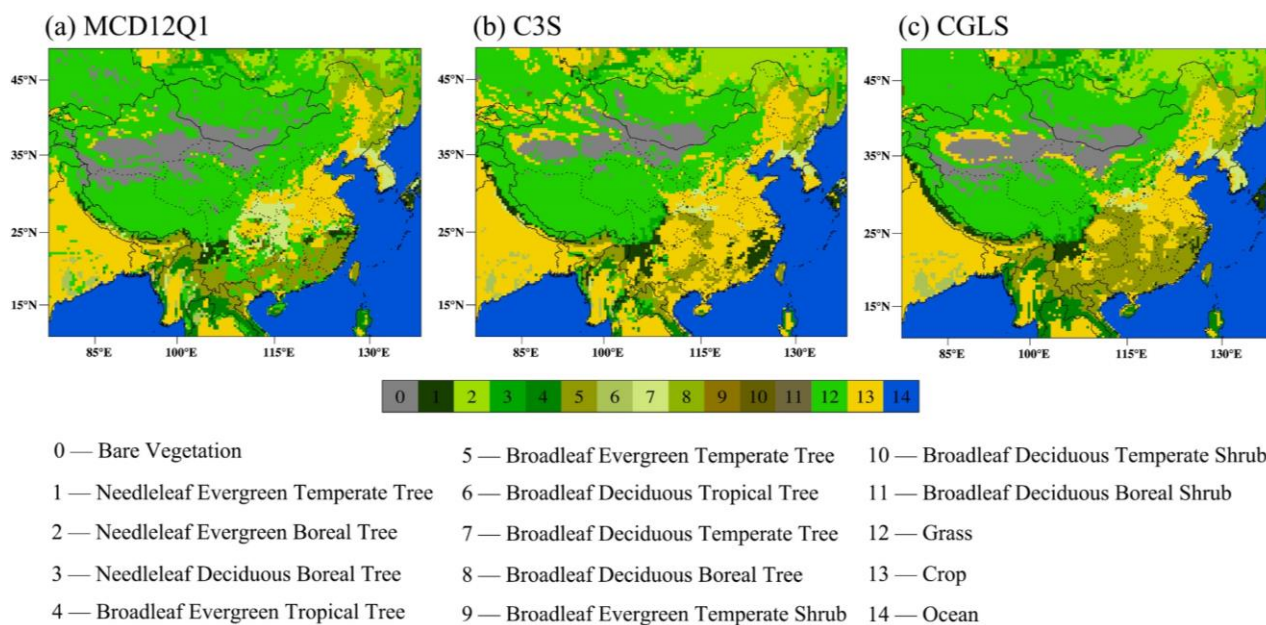 (a) MCD12Q1
(b) C3S
(c) CGLS
45°N
35°N
25°N
15°N
85°E 100°E 115°E 130°E
45°N
35°N
25°N
15°N
85°E 100°E 115°E 130°E
45°N
35°N
25°N
15°N
85°E 100°E 115°E 130°E
0 1 2 3 4 5 6 7 8 9 10 11 12 13 14
0 — Bare Vegetation
1 — Needleleaf Evergreen Temperate Tree
2 — Needleleaf Evergreen Boreal Tree
3 — Needleleaf Deciduous Boreal Tree
4 — Broadleaf Evergreen Tropical Tree
5 — Broadleaf Evergreen Temperate Tree
6 — Broadleaf Deciduous Tropical Tree
7 — Broadleaf Deciduous Temperate Tree
8 — Broadleaf Deciduous Boreal Tree
9 — Broadleaf Evergreen Temperate Shrub
10 — Broadleaf Deciduous Temperate Shrub
11 — Broadleaf Deciduous Boreal Shrub
12 — Grass
13 — Crop
14 — Ocean